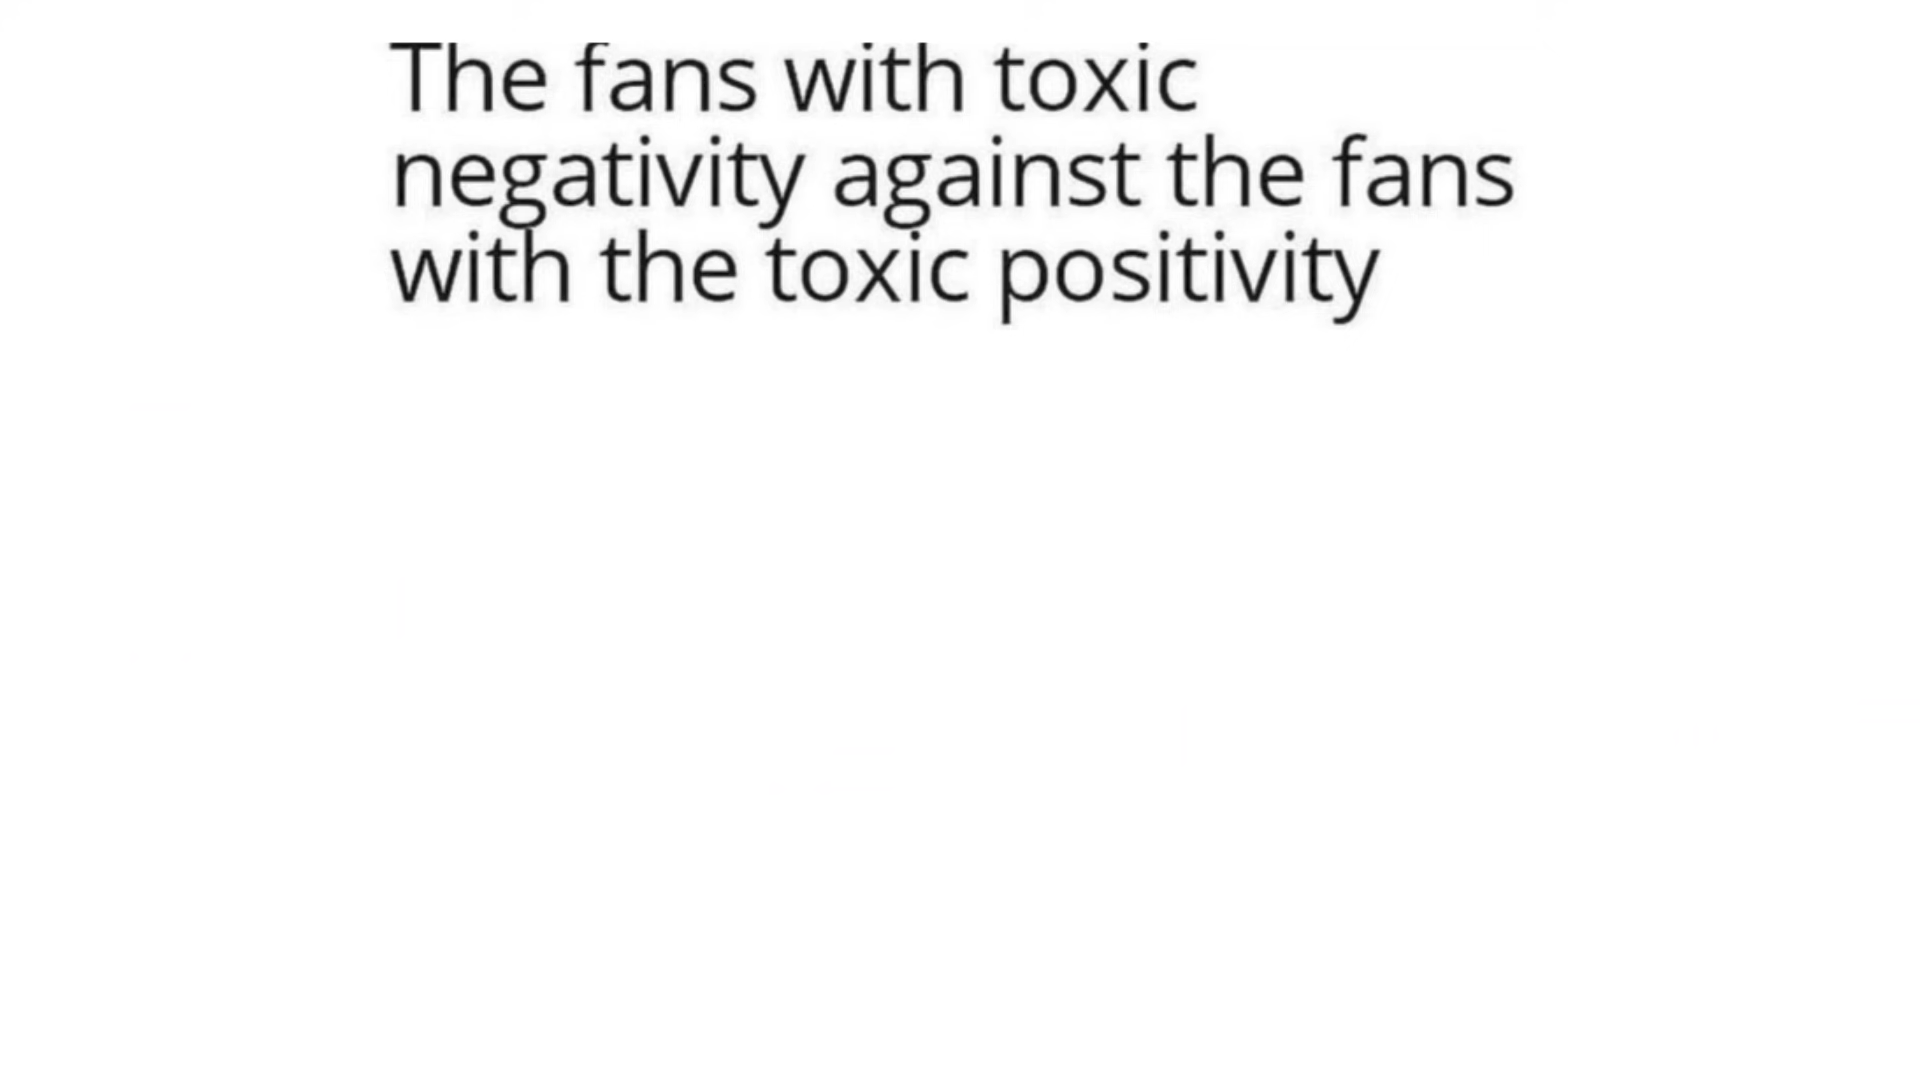 The fans with toxic
negativity against the fans
with the toxic positivity